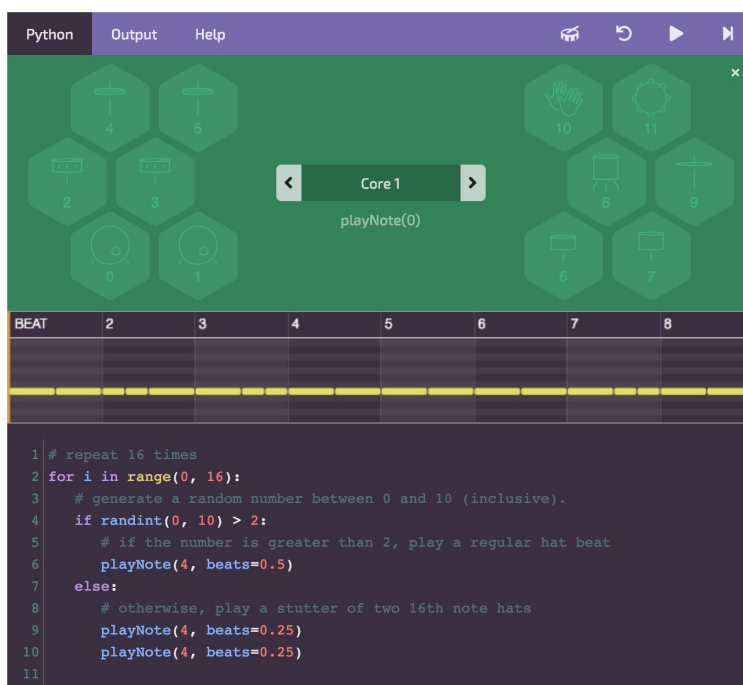 Python Output Help
×
4 5 10 11
2 3 < Core 1 > 8 9
playNote(0)
0 1 6 7
BEAT 2 3 4 5 6 7 8
1 # repeat 16 times
2 for i in range(0, 16):
3 # generate a random number between 0 and 10 (inclusive).
4 if randint(0, 10) > 2:
5 # if the number is greater than 2, play a regular hat beat
6 playNote(4, beats=0.5)
7 else:
8 # otherwise, play a stutter of two 16th note hats
9 playNote(4, beats=0.25)
10 playNote(4, beats=0.25)
11